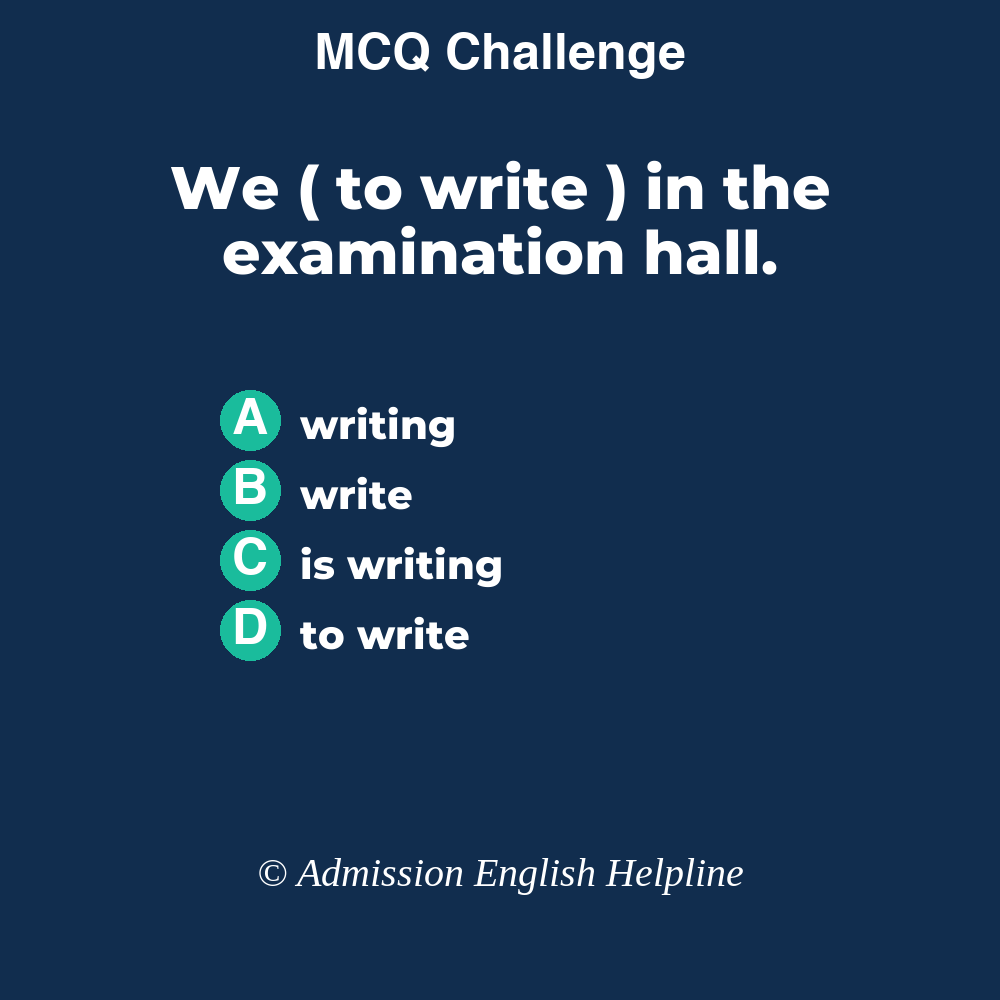 MCQ Challenge
We ( to write ) in the
examination hall.
A writing
B write
C is writing
D to write
© Admission English Helpline